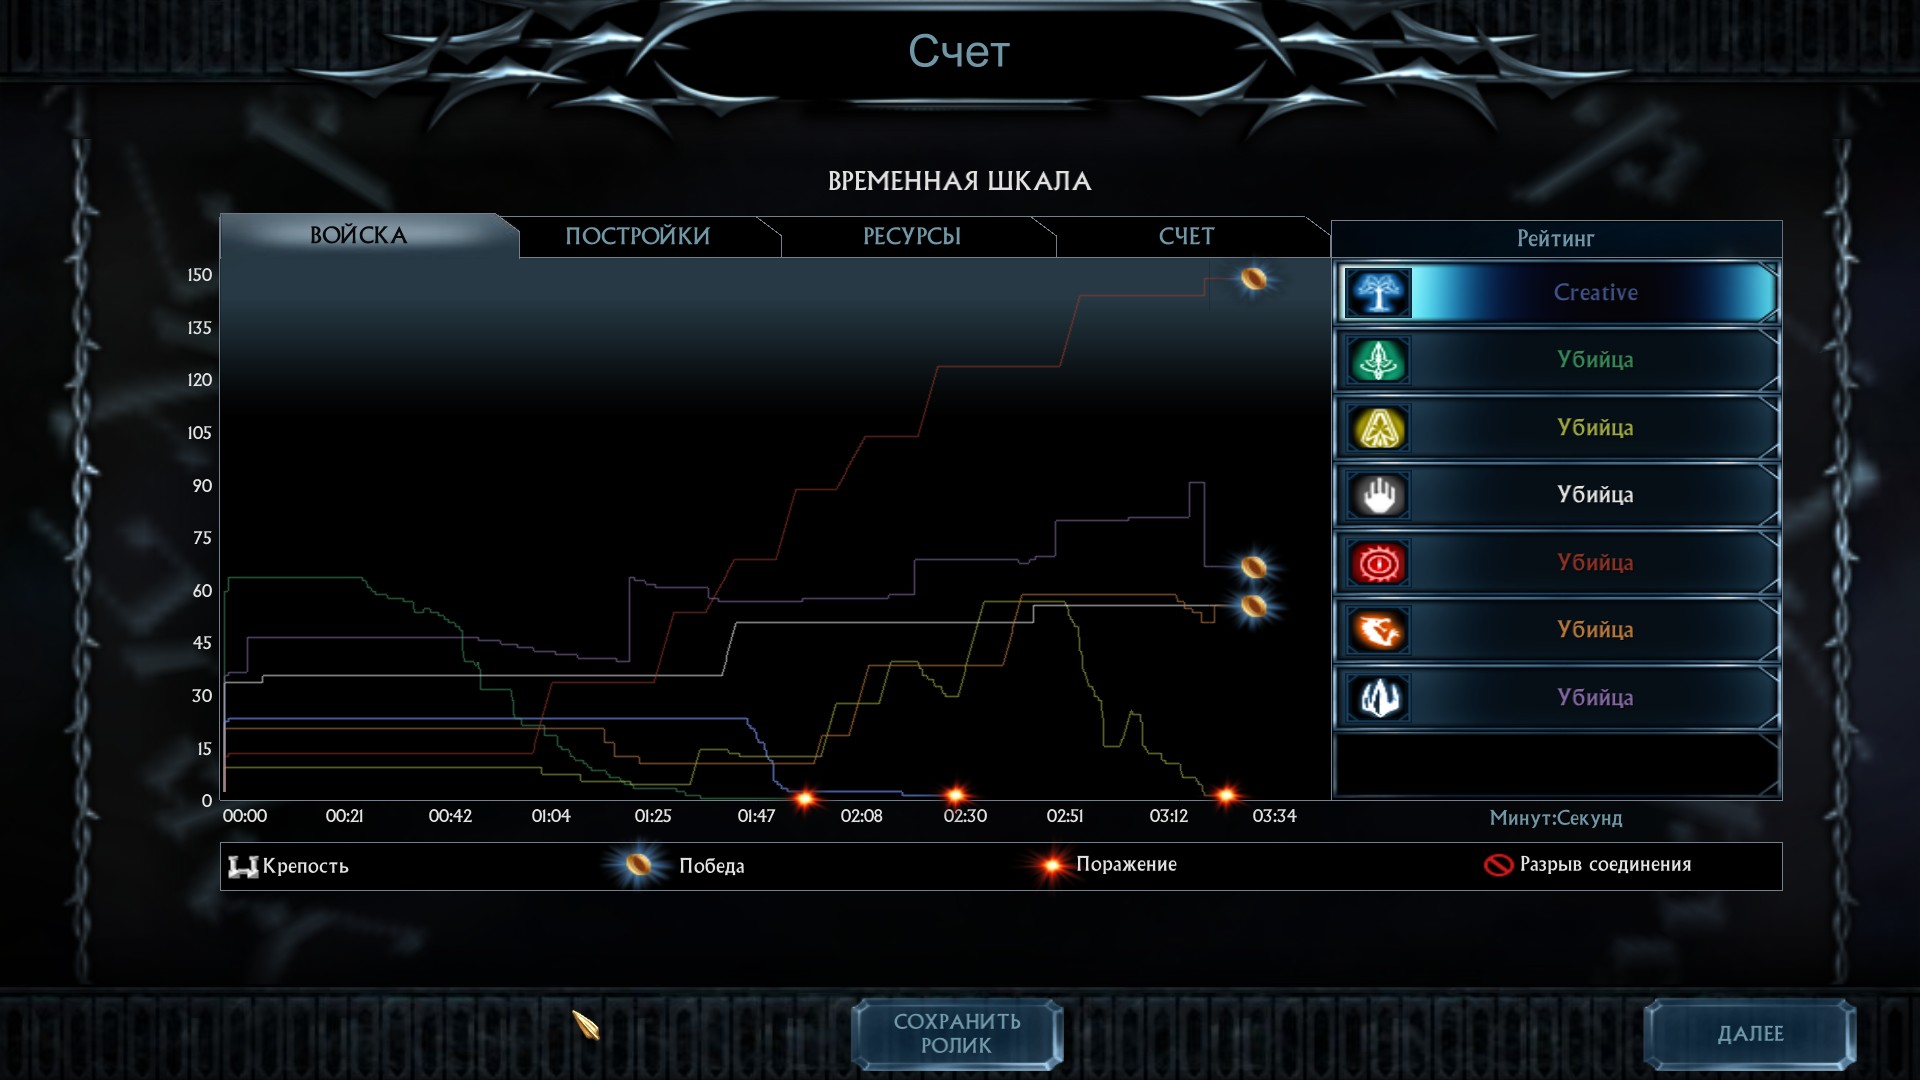 Счет
ВРЕМЕННАЯ ШКАЛА
ВОЙСКА ПОСТРОЙКИ РЕСУРСЫ СЧЕТ
Рейтинг
150
135
120
105
90
75
60
45
30
15
0
00:00 00:21 00:42 01:04 01:25 01:47 02:08 02:30 02:51 03:12 03:34
Creative
Убийца
Убийца
Убийца
Убийца
Убийца
Убийца
Минут:Секунд
Крепость Победа Поражение Разрыв соединения
СОХРАНИТЬ
РОЛИК
ДАЛЕЕ